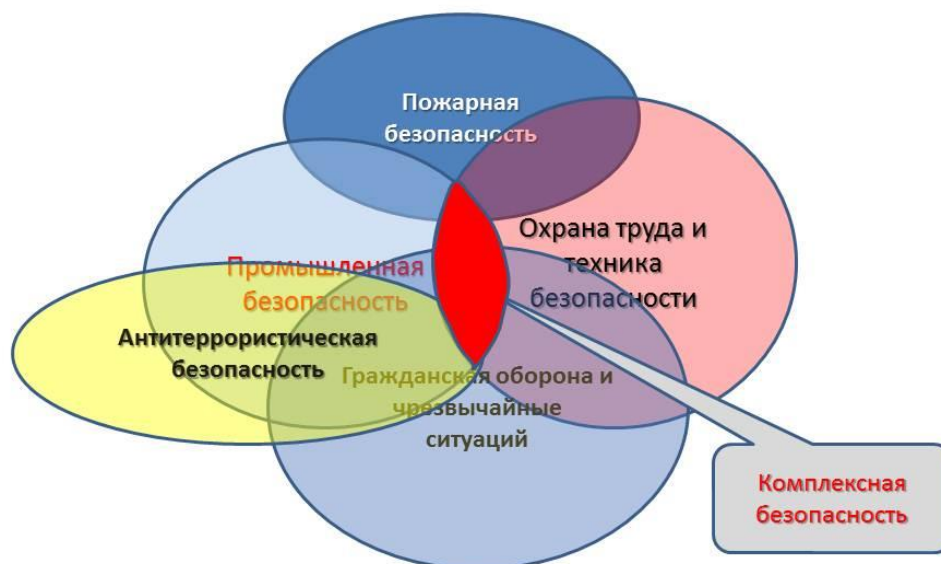 Пожарная
безопасность
Охрана труда и
техника
безопасности
Промышленная
безопасность
Антитеррористическая
безопасность
Гражданская оборона и
чрезвычайные
ситуаций
Комплексная
безопасность